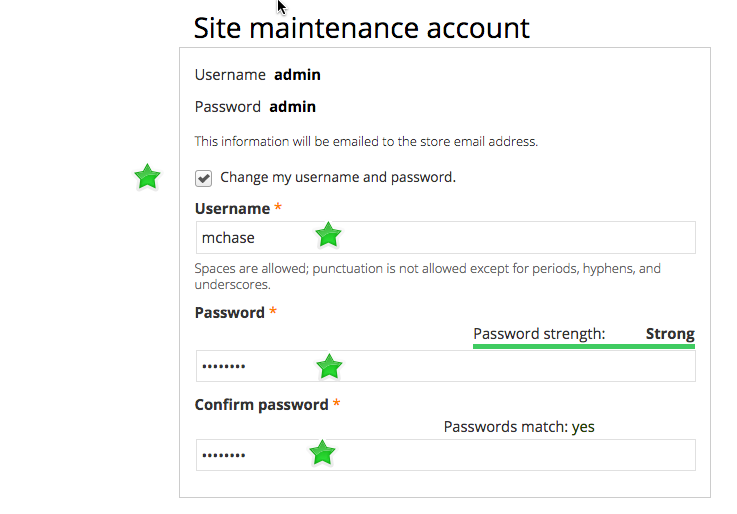 Site maintenance account
Username admin
Password admin
This information will be emailed to the store email address.
Change my username and password.
Username *
mchase
Spaces are allowed; punctuation is not allowed except for periods, hyphens, and
underscores.
Password *
Password strength: Strong
••••••••
Confirm password *
Passwords match: yes
••••••••